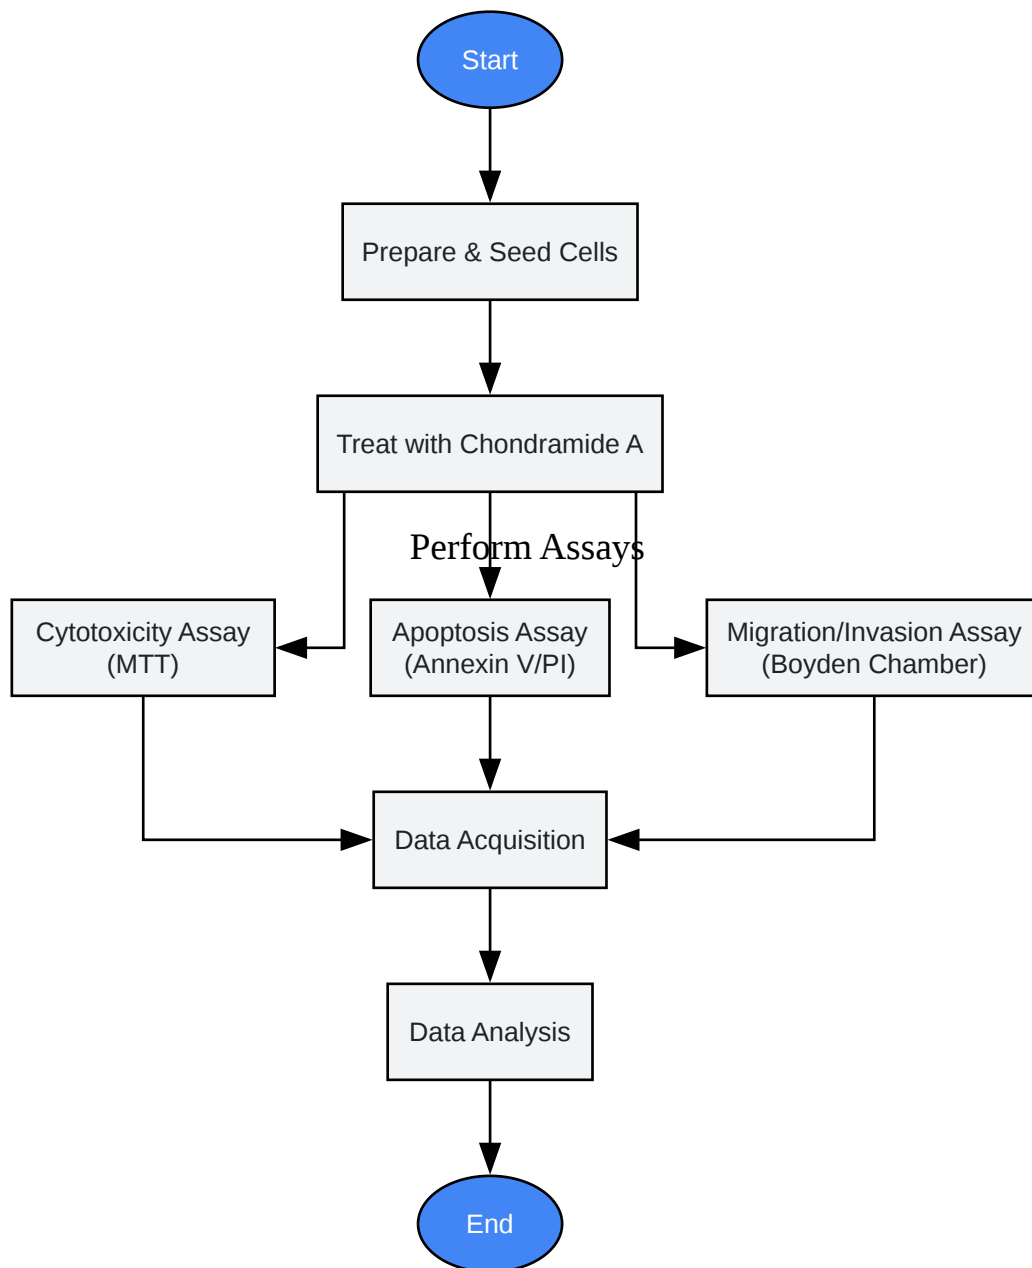 Start
Prepare & Seed Cells
Treat with Chondramide A
Perform Assays
Cytotoxicity Assay
(MTT)
Apoptosis Assay
(Annexin V/PI)
Migration/Invasion Assay
(Boyden Chamber)
Data Acquisition
Data Analysis
End